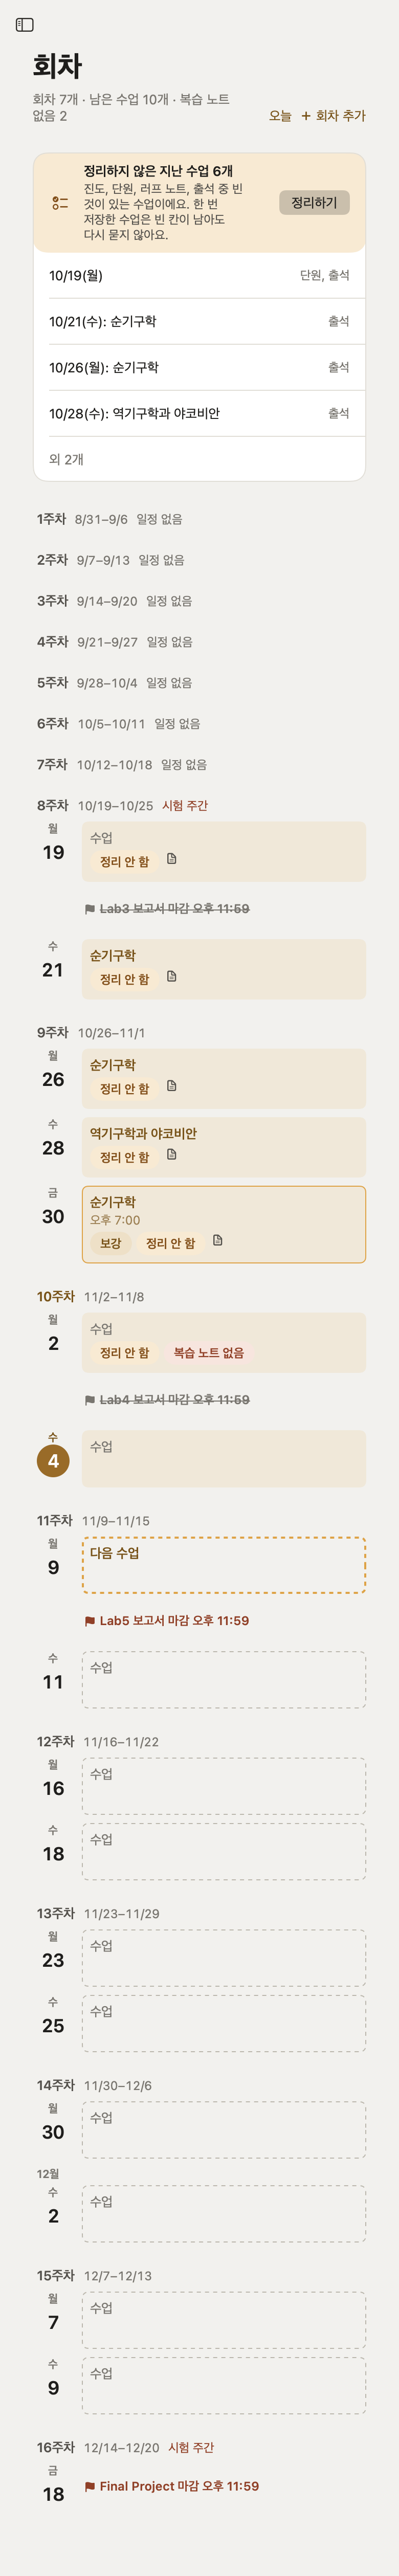 회차
회차 7개 · 남은 수업 10개 · 복습 노트
없음 2
오늘 + 회차 추가
정리하지 않은 지난 수업 6개
진도, 단원, 러프 노트, 출석 중 빈
것이 있는 수업이에요. 한 번
저장한 수업은 빈 칸이 남아도
다시 묻지 않아요.
정리하기
10/19(월) 단원, 출석
10/21(수): 순기구학 출석
10/26(월): 순기구학 출석
10/28(수): 역기구학과 야코비안 출석
외 2개
1주차 8/31–9/6 일정 없음
2주차 9/7–9/13 일정 없음
3주차 9/14–9/20 일정 없음
4주차 9/21–9/27 일정 없음
5주차 9/28–10/4 일정 없음
6주차 10/5–10/11 일정 없음
7주차 10/12–10/18 일정 없음
8주차 10/19–10/25 시험 주간
월
19
수업
정리 안 함
Lab3 보고서 마감 오후 11:59
수
21
순기구학
정리 안 함
9주차 10/26–11/1
월
26
순기구학
정리 안 함
수
28
역기구학과 야코비안
정리 안 함
금
30
순기구학
오후 7:00
보강 정리 안 함
10주차 11/2–11/8
월
2
수업
정리 안 함 복습 노트 없음
Lab4 보고서 마감 오후 11:59
수
4
수업
11주차 11/9–11/15
월
9
다음 수업
Lab5 보고서 마감 오후 11:59
수
11
수업
12주차 11/16–11/22
월
16
수업
수
18
수업
13주차 11/23–11/29
월
23
수업
수
25
수업
14주차 11/30–12/6
월
30
수업
12월
수
2
수업
15주차 12/7–12/13
월
7
수업
수
9
수업
16주차 12/14–12/20 시험 주간
금
18
Final Project 마감 오후 11:59